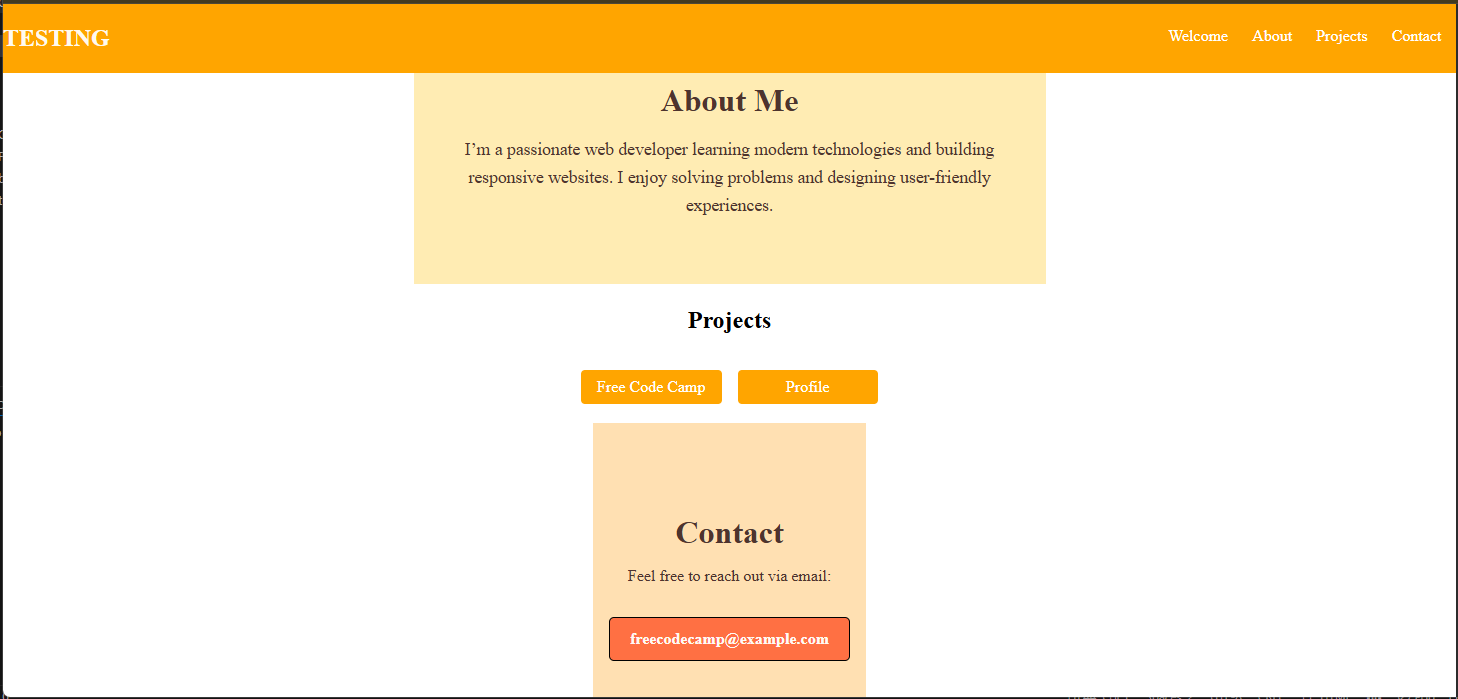 TESTING
Welcome About Projects Contact
About Me
I’m a passionate web developer learning modern technologies and building
responsive websites. I enjoy solving problems and designing user-friendly
experiences.
Projects
Free Code Camp Profile
Contact
Feel free to reach out via email:
freecodecamp@example.com